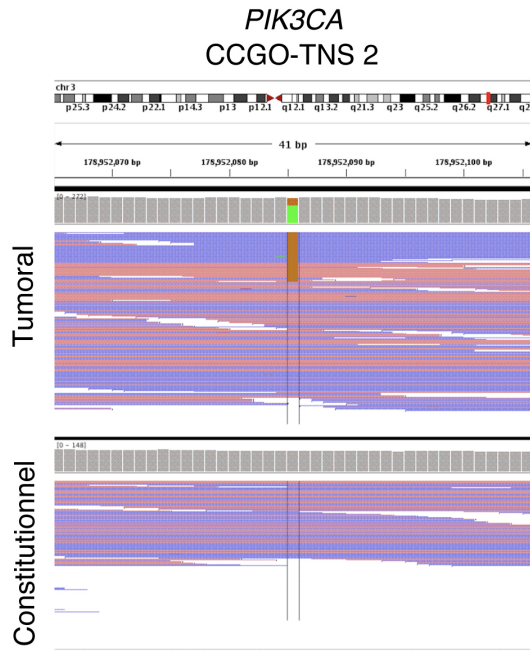 PIK3CA
CCGO-TNS 2
chr3
p25.3 p24.2 p22.1 p14.3 p13 p12.1 q12.1 q13.2 q21.3 q23 q25.2 q26.2 q27.1 q2
41 bp
178,952,070 bp 178,952,080 bp 178,952,090 bp 178,952,100 bp
[0 - 272]
Tumoral
[0 - 148]
Constitutionnel